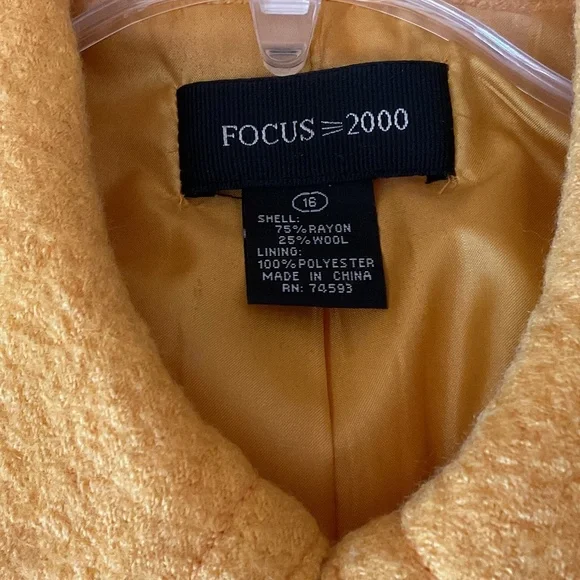 FOCUS 2000
16
SHELL:
75% RAYON
25% WOOL
LINING:
100% POLYESTER
MADE IN CHINA
RN: 74593